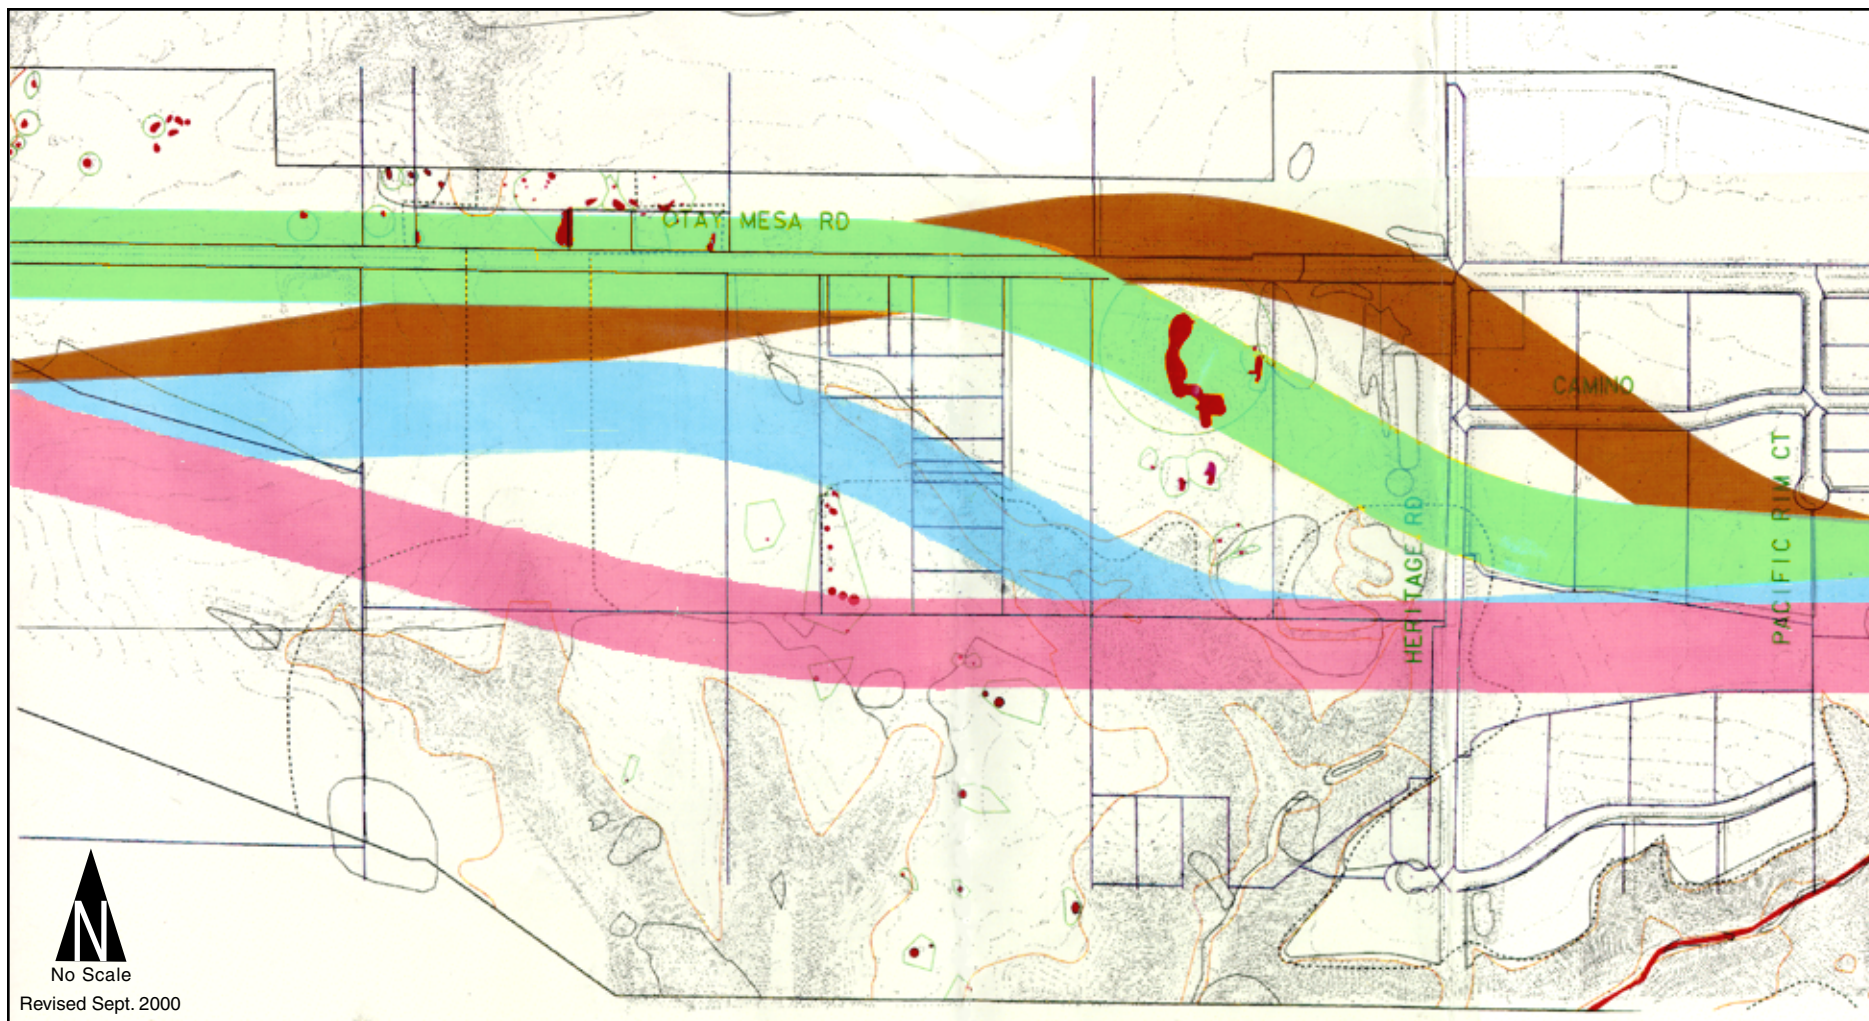 OTAY MESA RD
CAMINO
HERITAGE RD
PACIFIC RIM CT
N
No Scale
Revised Sept. 2000